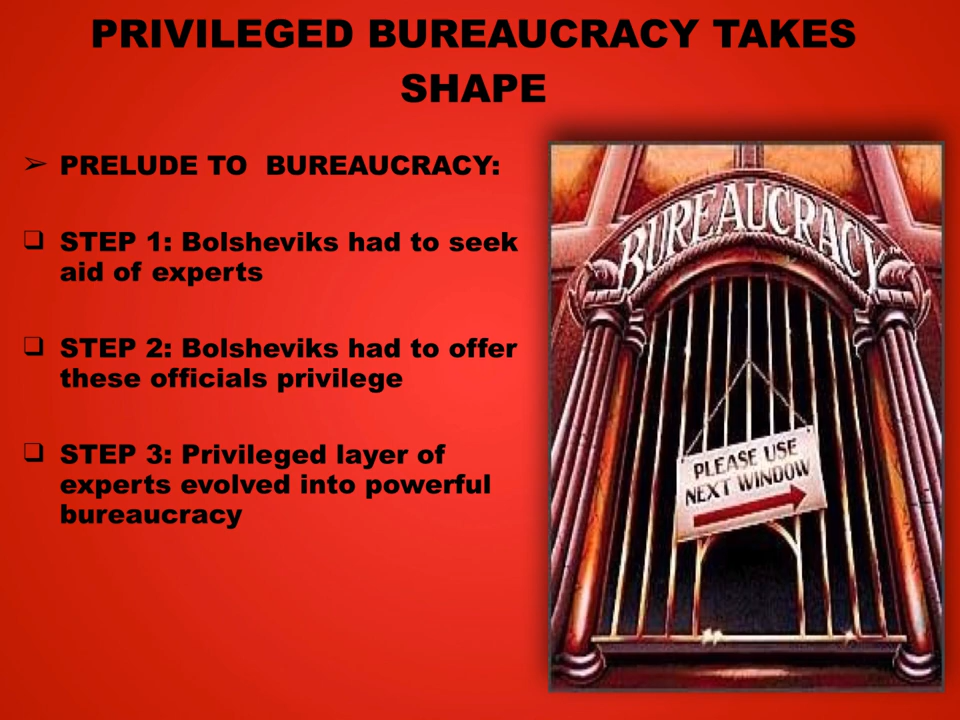 PRIVILEGED BUREAUCRACY TAKES
SHAPE
➢ PRELUDE TO  BUREAUCRACY:
❑ STEP 1: Bolsheviks had to seek
aid of experts
❑ STEP 2: Bolsheviks had to offer
these officials privilege
❑ STEP 3: Privileged layer of
experts evolved into powerful
bureaucracy
BUREAUCRACY
PLEASE USE
NEXT WINDOW